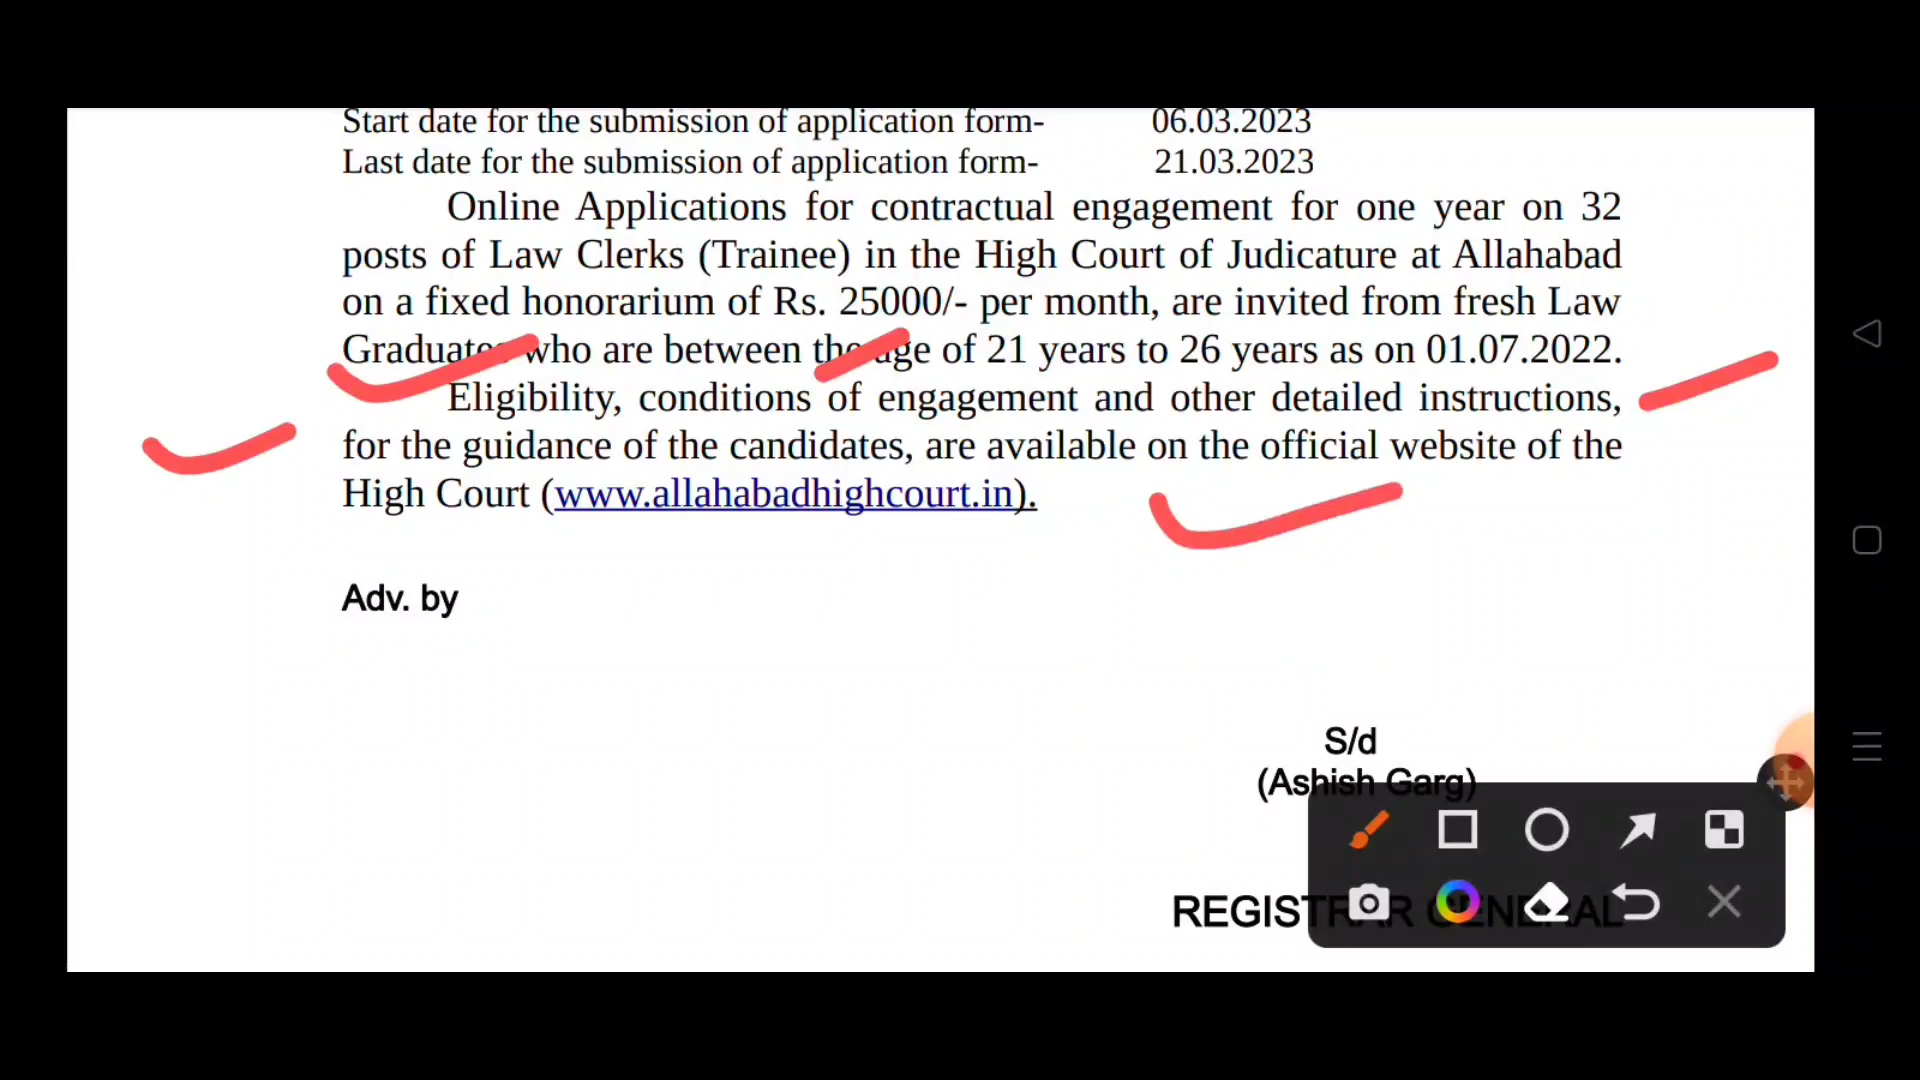 Start date for the submission of application form- 06.03.2023
Last date for the submission of application form- 21.03.2023
Online Applications for contractual engagement for one year on 32
posts of Law Clerks (Trainee) in the High Court of Judicature at Allahabad
on a fixed honorarium of Rs. 25000/- per month, are invited from fresh Law
Graduates who are between the age of 21 years to 26 years as on 01.07.2022.
Eligibility, conditions of engagement and other detailed instructions,
for the guidance of the candidates, are available on the official website of the
High Court (www.allahabadhighcourt.in).
Adv. by
S/d
(Ashish Garg)
REGISTRAR GENERAL